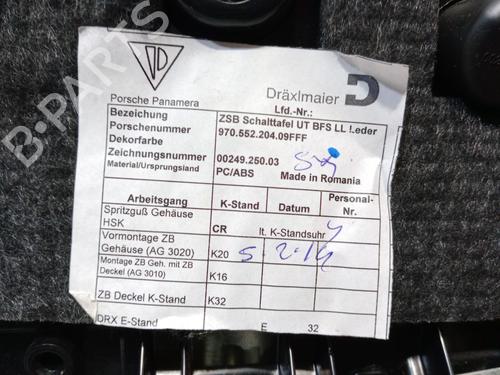 B-PARTS
Dräxlmaier D
Porsche Panamera
Lfd.-Nr.:
Bezeichnung ZSB Schalttafel UT BFS LL Leder
Porschenummer 970.552.204.09FFF
Dekorfarbe
Zeichnungsnummer 00249.250.03
Material/Ursprungsland PC/ABS Made in Romania
Arbeitsgang K-Stand Datum Personal-Nr.
Spritzguß Gehäuse
HSK CR lt. K-Standsuhr
Vormontage ZB
Gehäuse (AG 3020) K20 5.2.14
Montage ZB Geh. mit ZB
Deckel (AG 3010) K16
ZB Deckel K-Stand K32
DRX E-Stand E 32